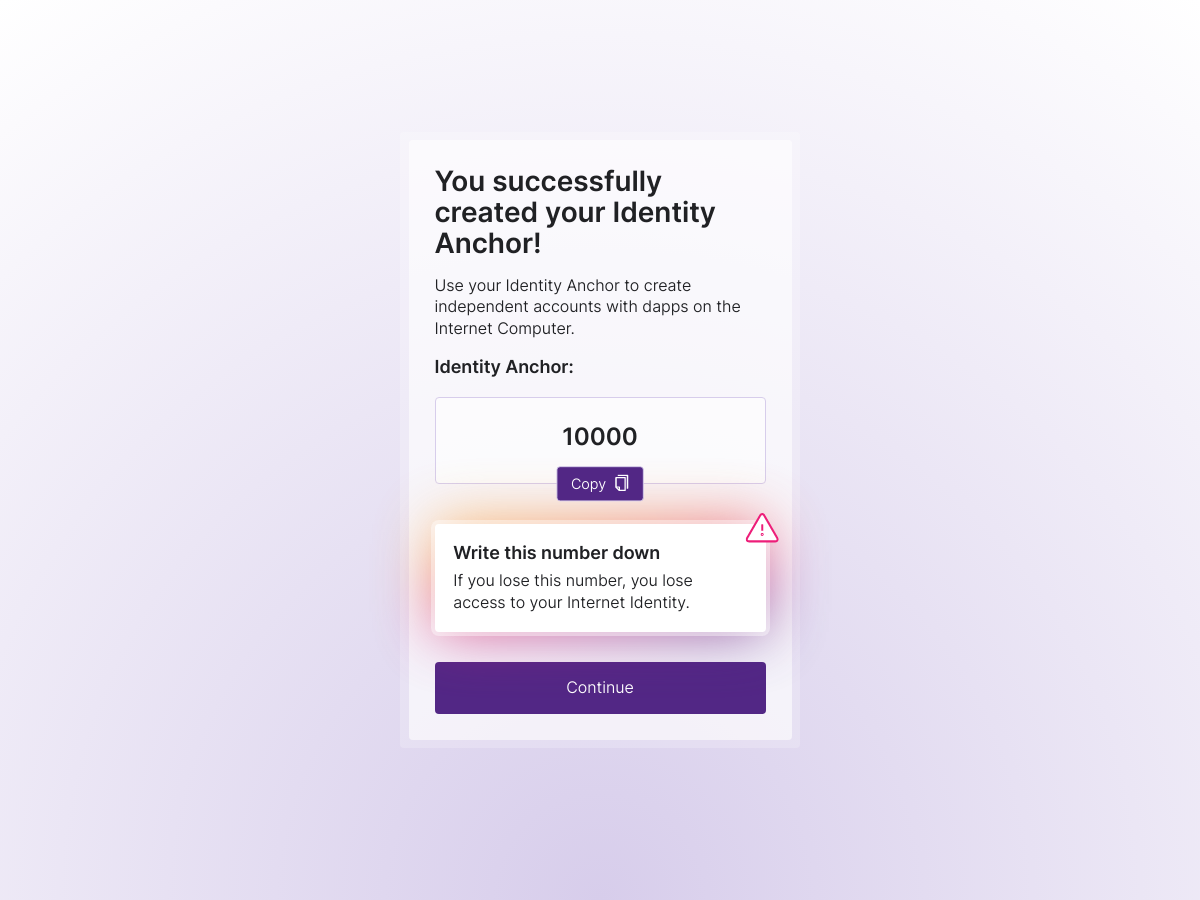 You successfully
created your Identity
Anchor!
Use your Identity Anchor to create
independent accounts with dapps on the
Internet Computer.
Identity Anchor:
10000
Copy
Write this number down
If you lose this number, you lose
access to your Internet Identity.
Continue